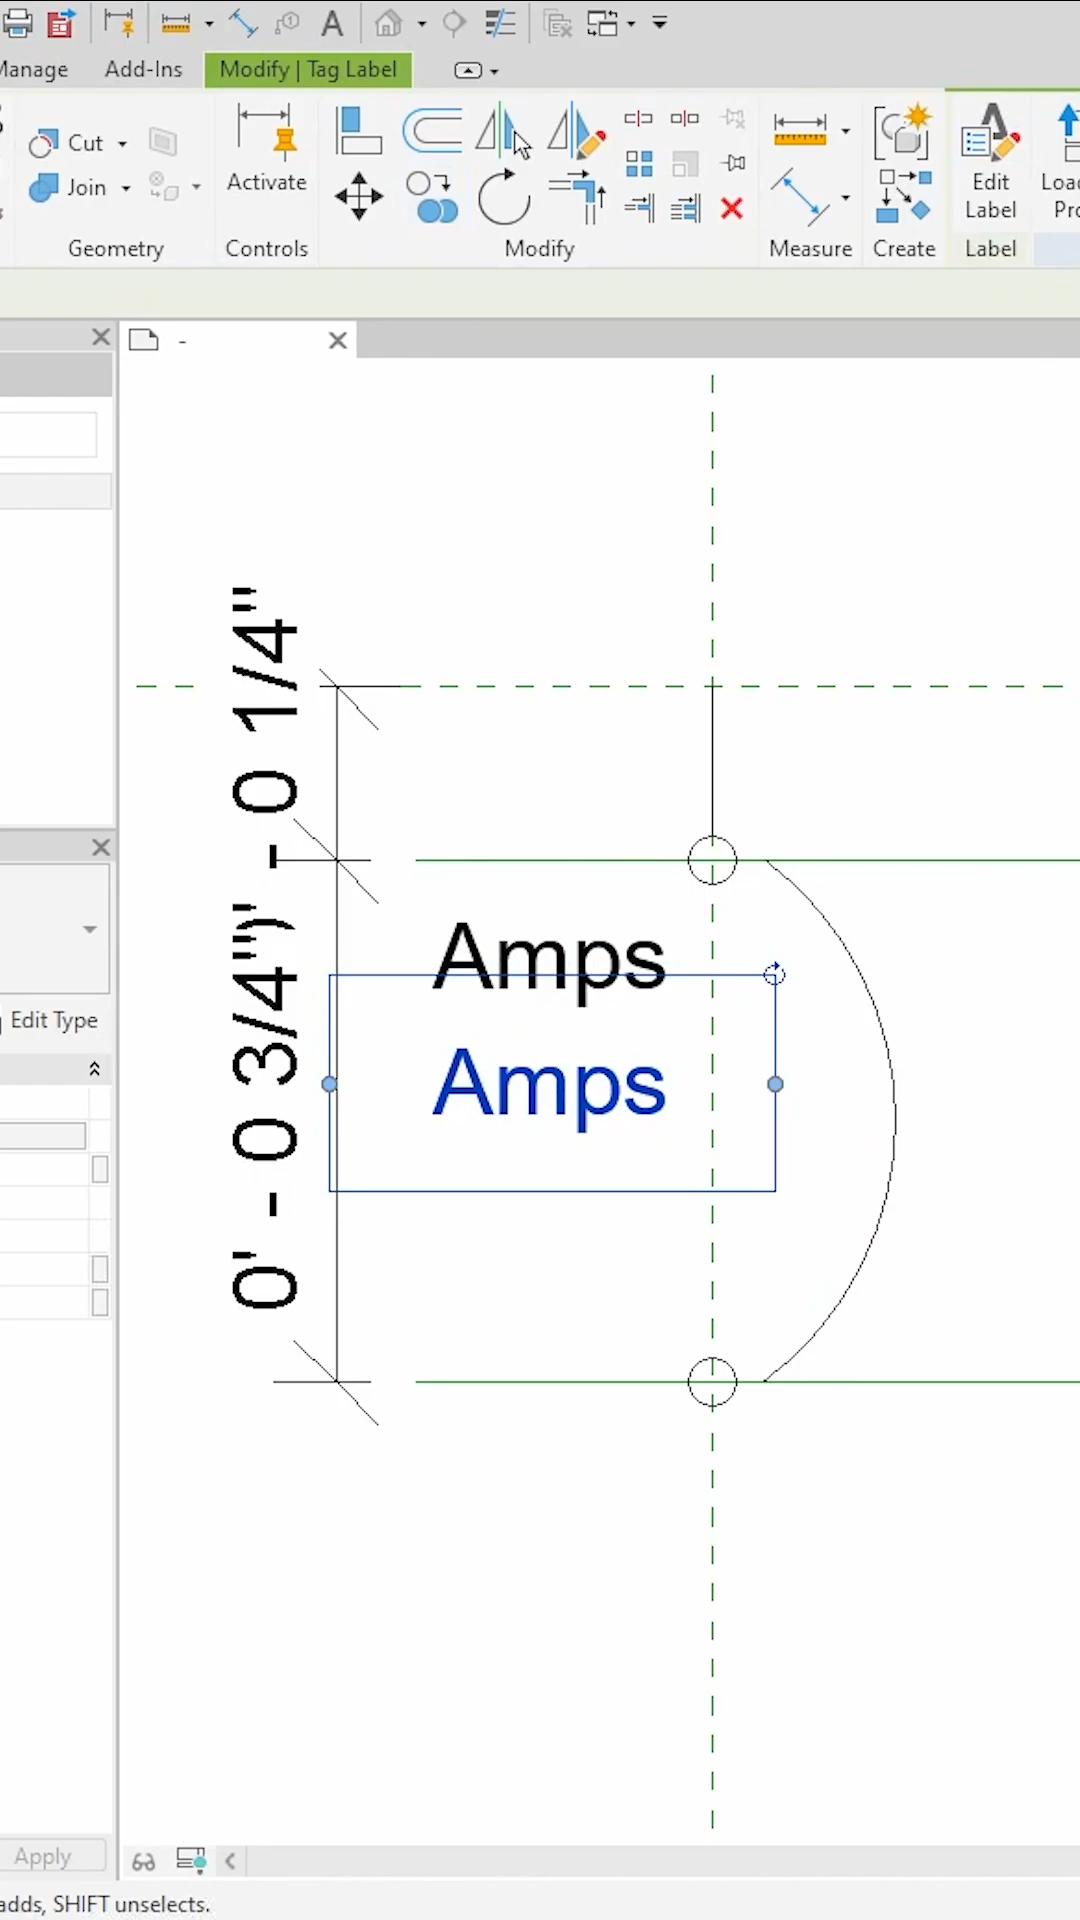 Manage
Add-Ins
Modify | Tag Label
Cut
Join
Activate
Edit Label
Geometry
Controls
Modify
Measure
Create
Label
-
0' - 0 3/4")' - 0 1/4"
Amps
Amps
Edit Type
Apply
adds, SHIFT unselects.